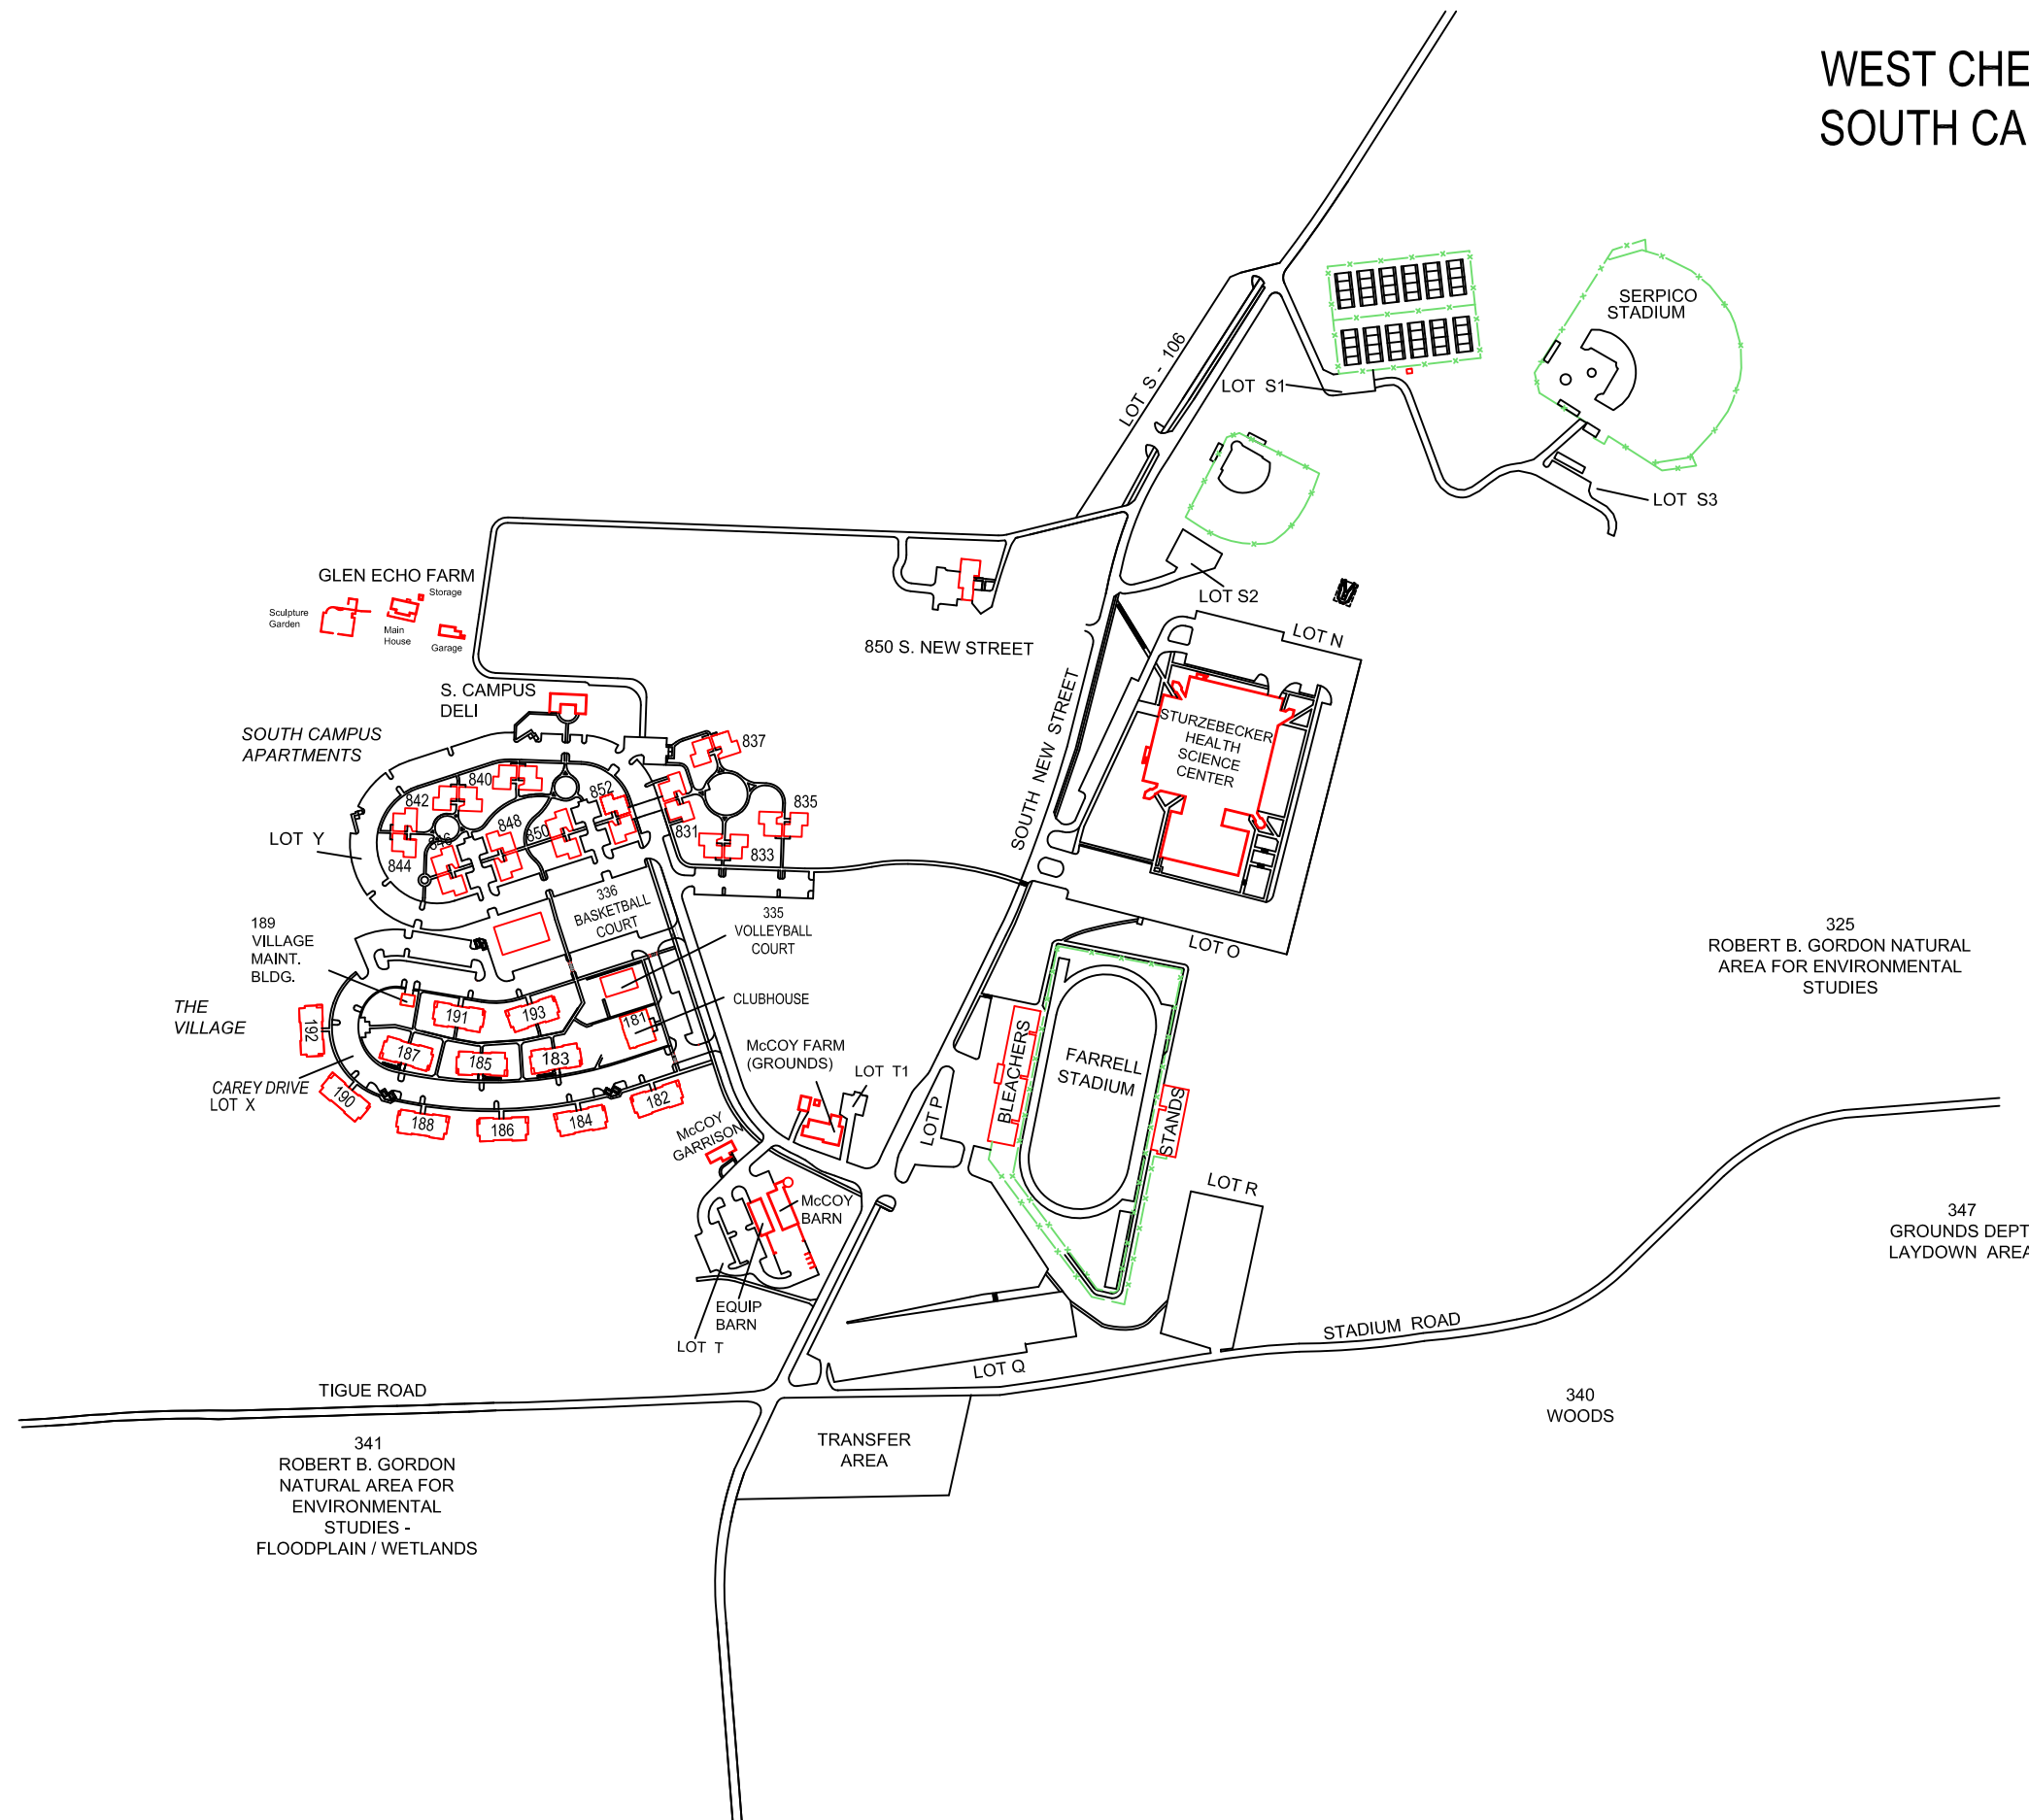 WEST CHE
SOUTH CA
SERPICO
STADIUM
LOT S - 106
LOT S1
LOT S3
LOT S2
GLEN ECHO FARM
Storage
Sculpture
Garden
Main
House
Garage
850 S. NEW STREET
LOT N
S. CAMPUS
DELI
SOUTH CAMPUS
APARTMENTS
SOUTH NEW STREET
STURZEBECKER
HEALTH
SCIENCE
CENTER
837
840
842
852
835
848
850
831
833
846
844
LOT Y
336
BASKETBALL
COURT
335
VOLLEYBALL
COURT
LOT O
189
VILLAGE
MAINT.
BLDG.
325
ROBERT B. GORDON NATURAL
AREA FOR ENVIRONMENTAL
STUDIES
THE
VILLAGE
CLUBHOUSE
191
193
181
192
187
185
183
McCOY FARM
(GROUNDS)
LOT T1
CAREY DRIVE
LOT X
190
188
186
184
182
McCOY
GARRISON
LOT P
BLEACHERS
FARRELL
STADIUM
STANDS
LOT R
McCOY
BARN
347
GROUNDS DEPT
LAYDOWN AREA
EQUIP
BARN
LOT T
STADIUM ROAD
LOT Q
TIGUE ROAD
340
WOODS
TRANSFER
AREA
341
ROBERT B. GORDON
NATURAL AREA FOR
ENVIRONMENTAL
STUDIES -
FLOODPLAIN / WETLANDS